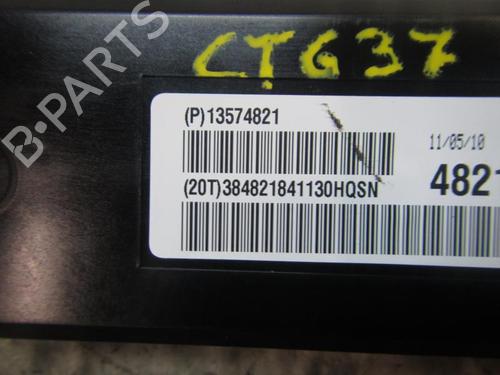 CTG37
(P)13574821
11/05/10
4821
(20T)384821841130HQSN
B-PARTS